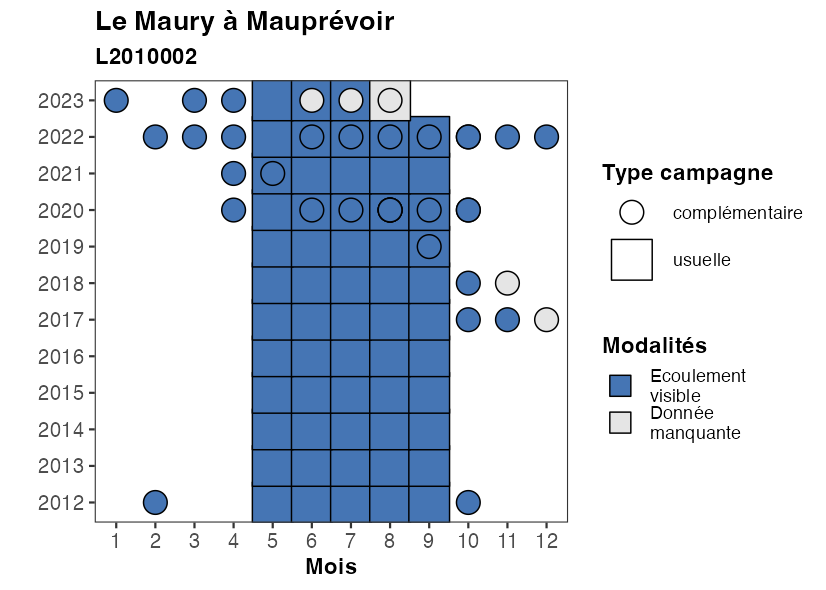 Le Maury à Mauprévoir
L2010002
2023
2022
2021
2020
2019
2018
2017
2016
2015
2014
2013
2012
1 2 3 4 5 6 7 8 9 10 11 12
Mois
Type campagne
complémentaire
usuelle
Modalités
Ecoulement
visible
Donnée
manquante